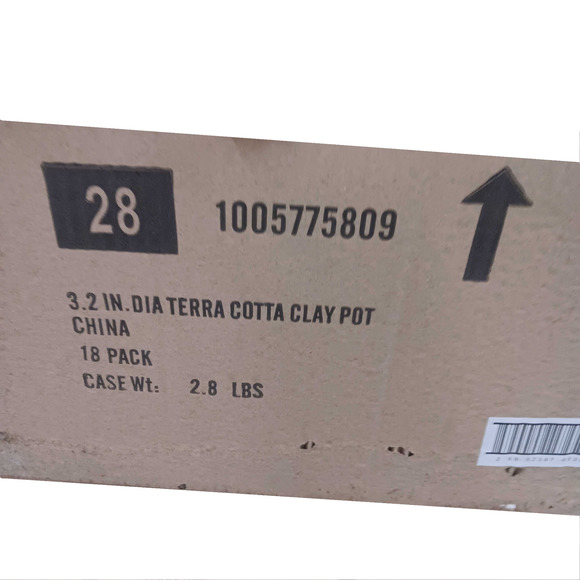 28
1005775809
3.2 IN. DIA TERRA COTTA CLAY POT
CHINA
18 PACK
CASE Wt: 2.8 LBS